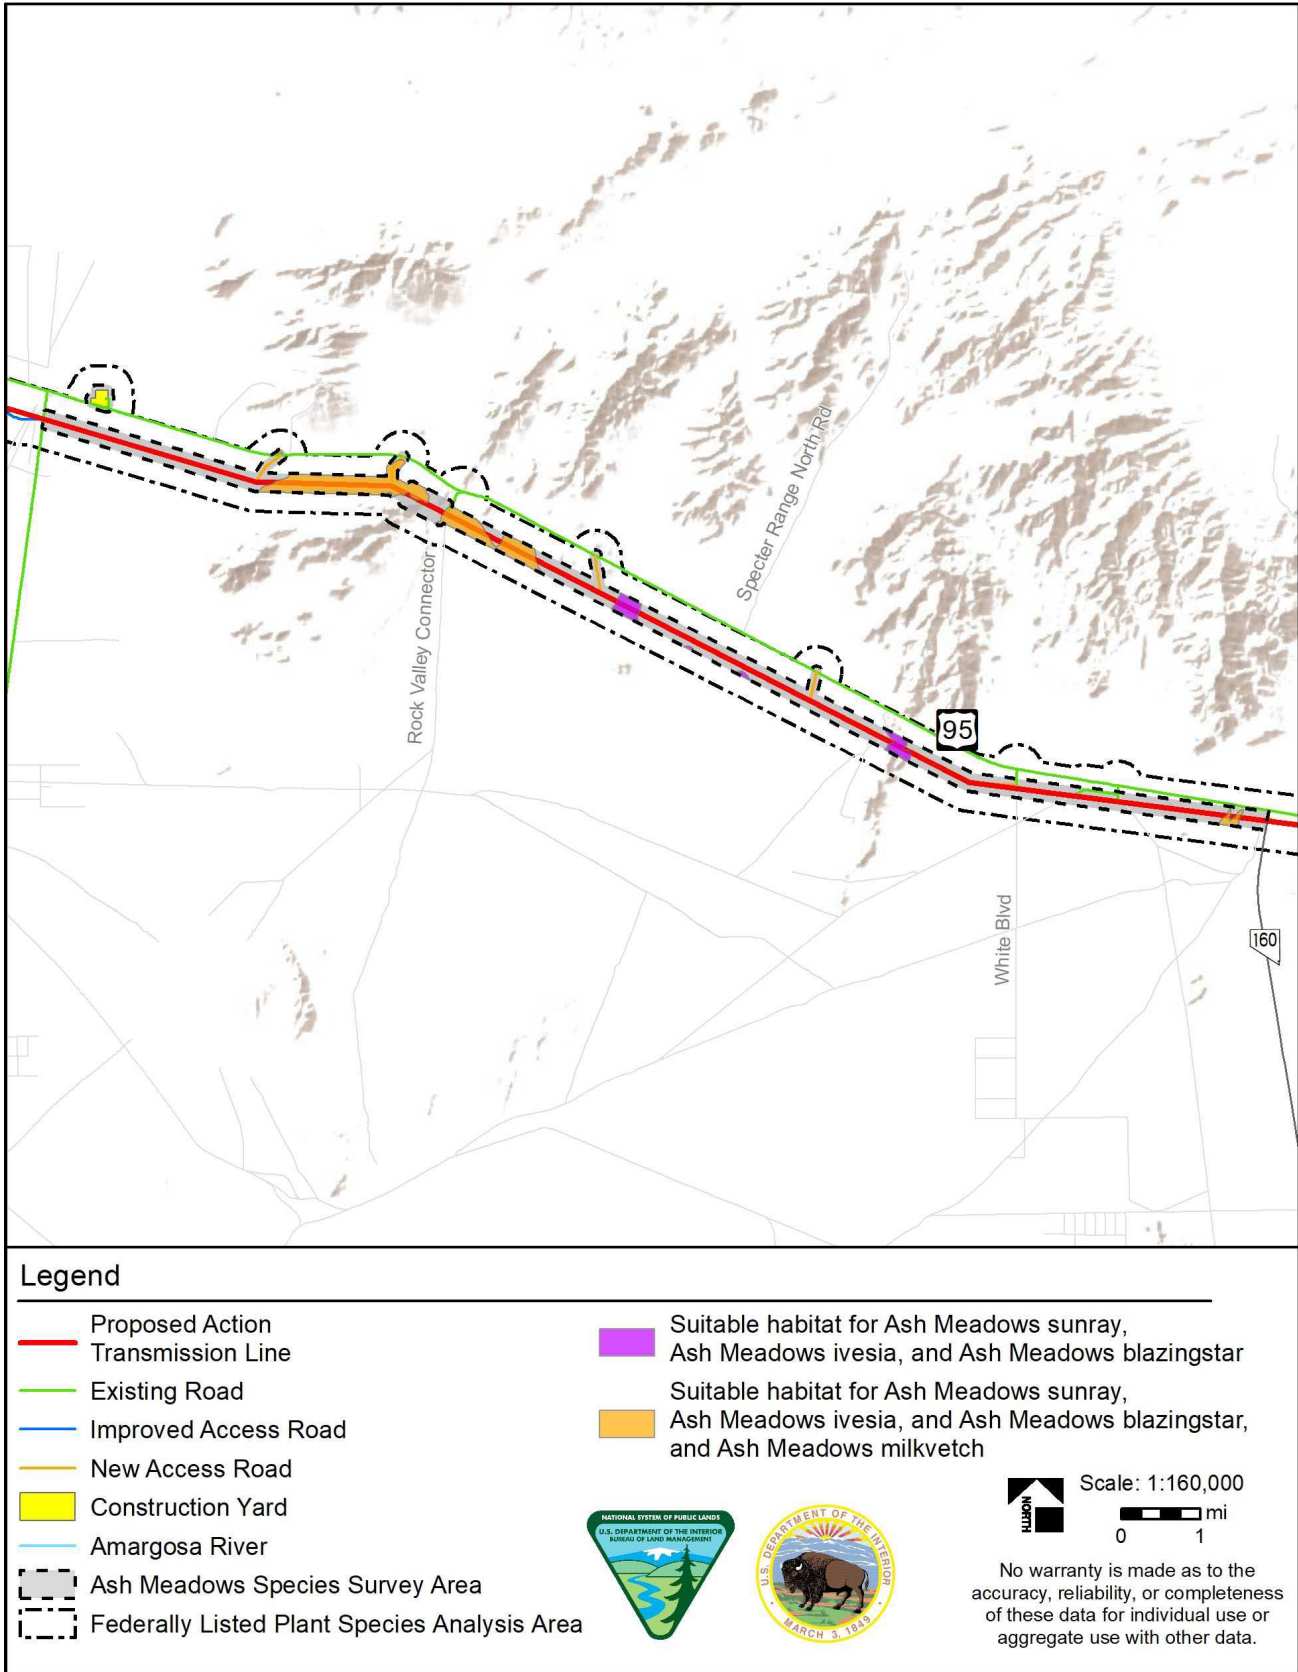 Specter Range North Rd
Rock Valley Connector
95
White Blvd
160
Legend
Proposed Action
Transmission Line
Existing Road
Improved Access Road
New Access Road
Construction Yard
Amargosa River
Ash Meadows Species Survey Area
Federally Listed Plant Species Analysis Area
Suitable habitat for Ash Meadows sunray,
Ash Meadows ivesia, and Ash Meadows blazingstar
Suitable habitat for Ash Meadows sunray,
Ash Meadows ivesia, and Ash Meadows blazingstar,
and Ash Meadows milkvetch
NATIONAL SYSTEM OF PUBLIC LANDS
U.S. DEPARTMENT OF THE INTERIOR
BUREAU OF LAND MANAGEMENT
U.S. DEPARTMENT OF THE INTERIOR
MARCH 3, 1849
NORTH
Scale: 1:160,000
mi
0 1
No warranty is made as to the
accuracy, reliability, or completeness
of these data for individual use or
aggregate use with other data.